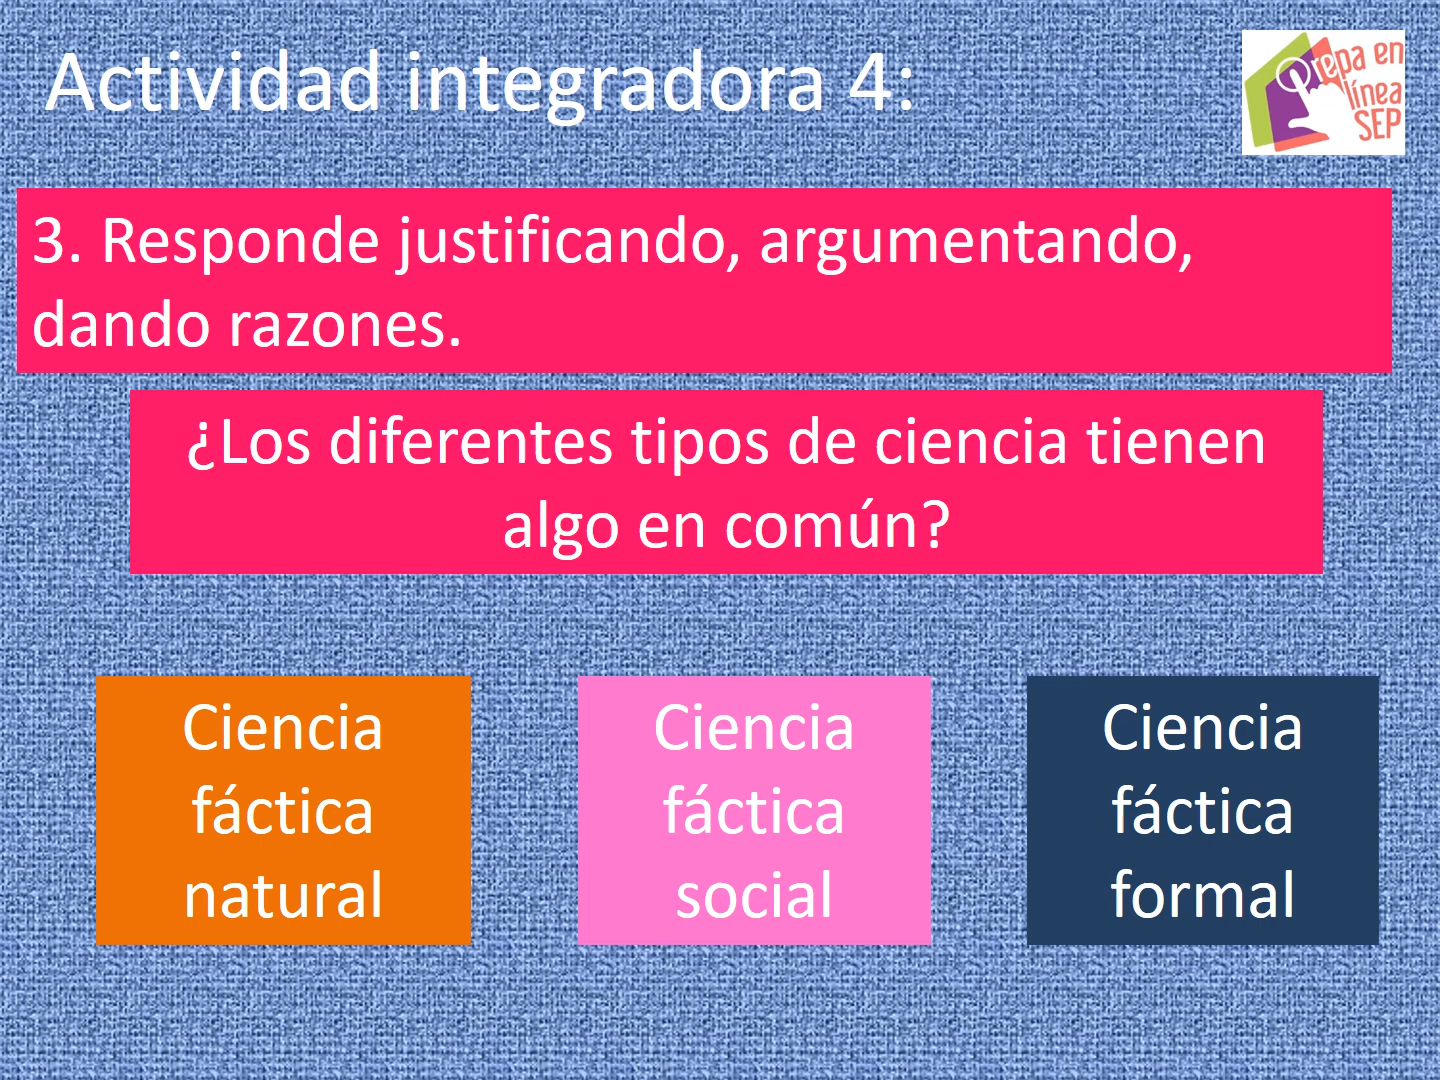 Actividad integradora 4:
Prepa en
línea
SEP
3. Responde justificando, argumentando,
dando razones.
¿Los diferentes tipos de ciencia tienen
algo en común?
Ciencia
fáctica
natural
Ciencia
fáctica
social
Ciencia
fáctica
formal